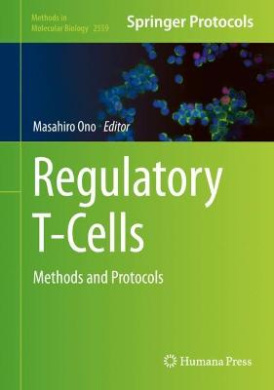 Methods in
Molecular Biology 2559
Springer Protocols
Masahiro Ono · Editor
Regulatory
T-Cells
Methods and Protocols
Humana Press